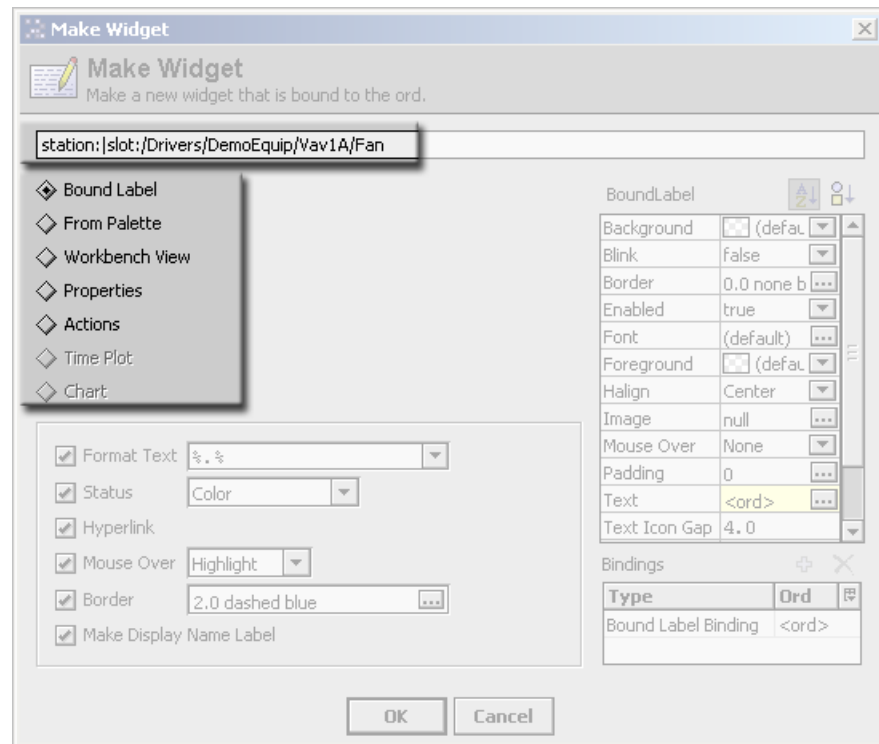 Make Widget
Make Widget
Make a new widget that is bound to the ord.
station:|slot:/Drivers/DemoEquip/Vav1A/Fan
Bound Label
From Palette
Workbench View
Properties
Actions
Time Plot
Chart
Format Text %.%
Status Color
Hyperlink
Mouse Over Highlight
Border 2.0 dashed blue ...
Make Display Name Label
BoundLabel
Background (defau
Blink false
Border 0.0 none b ...
Enabled true
Font (default) ...
Foreground (defau
Halign Center
Image null ...
Mouse Over None
Padding 0 ...
Text <ord> ...
Text Icon Gap 4.0
Bindings
Type Ord
Bound Label Binding <ord>
OK Cancel